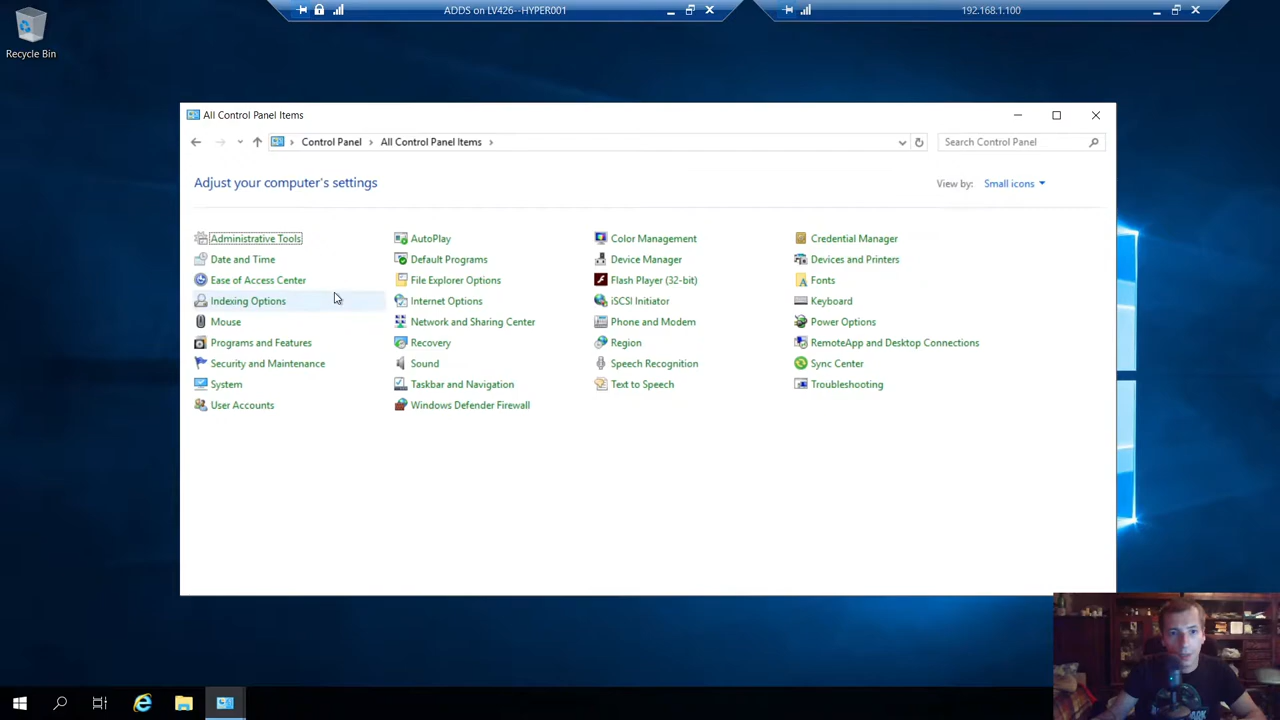 ADDS on LV426--HYPER001
192.168.1.100
Recycle Bin
All Control Panel Items
Control Panel
All Control Panel Items
Search Control Panel
Adjust your computer's settings
View by:
Small icons
Administrative Tools
AutoPlay
Color Management
Credential Manager
Date and Time
Default Programs
Device Manager
Devices and Printers
Ease of Access Center
File Explorer Options
Flash Player (32-bit)
Fonts
Indexing Options
Internet Options
iSCSI Initiator
Keyboard
Mouse
Network and Sharing Center
Phone and Modem
Power Options
Programs and Features
Recovery
Region
RemoteApp and Desktop Connections
Security and Maintenance
Sound
Speech Recognition
Sync Center
System
Taskbar and Navigation
Text to Speech
Troubleshooting
User Accounts
Windows Defender Firewall